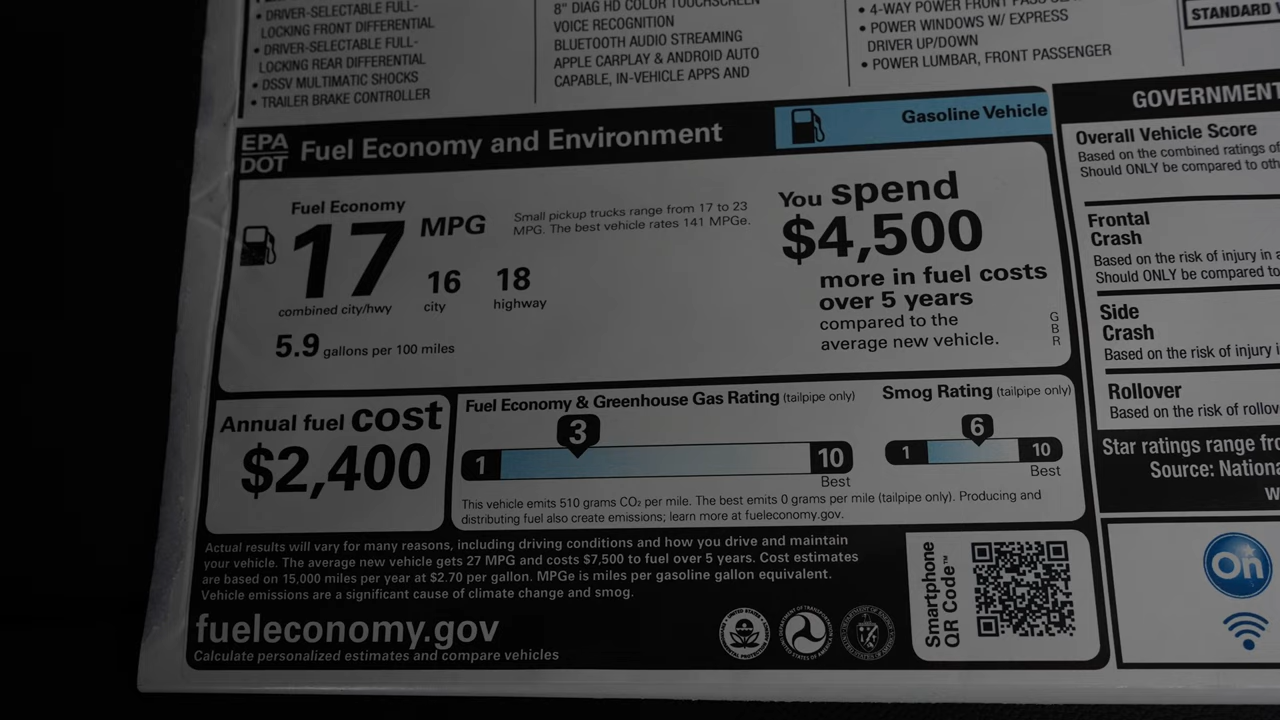 • DRIVER-SELECTABLE FULL-
LOCKING FRONT DIFFERENTIAL
• DRIVER-SELECTABLE FULL-
LOCKING REAR DIFFERENTIAL
• DSSV MULTIMATIC SHOCKS
• TRAILER BRAKE CONTROLLER
8" DIAG HD COLOR TOUCHSCREEN
VOICE RECOGNITION
BLUETOOTH AUDIO STREAMING
APPLE CARPLAY & ANDROID AUTO
CAPABLE, IN-VEHICLE APPS AND
• 4-WAY POWER FRONT
• POWER WINDOWS W/ EXPRESS
DRIVER UP/DOWN
• POWER LUMBAR, FRONT PASSENGER
STANDARD
EPA
DOT
Fuel Economy and Environment
Gasoline Vehicle
Fuel Economy
17 MPG
Small pickup trucks range from 17 to 23
MPG. The best vehicle rates 141 MPGe.
16 18
combined city/hwy city highway
5.9 gallons per 100 miles
You spend
$4,500
more in fuel costs
over 5 years
compared to the
average new vehicle.
G
B
R
Annual fuel cost
$2,400
Fuel Economy & Greenhouse Gas Rating (tailpipe only)
3
1 10
Best
Smog Rating (tailpipe only)
6
1 10
Best
This vehicle emits 510 grams CO₂ per mile. The best emits 0 grams per mile (tailpipe only). Producing and
distributing fuel also create emissions; learn more at fueleconomy.gov.
Actual results will vary for many reasons, including driving conditions and how you drive and maintain
your vehicle. The average new vehicle gets 27 MPG and costs $7,500 to fuel over 5 years. Cost estimates
are based on 15,000 miles per year at $2.70 per gallon. MPGe is miles per gasoline gallon equivalent.
Vehicle emissions are a significant cause of climate change and smog.
fueleconomy.gov
Calculate personalized estimates and compare vehicles
Smartphone
QR Code™
GOVERNMENT
Overall Vehicle Score
Based on the combined ratings of
Should ONLY be compared to
Frontal
Crash
Based on the risk of injury in a
Should ONLY be compared to
Side
Crash
Based on the risk of injury
Rollover
Based on the risk of
Star ratings range
Source:
On